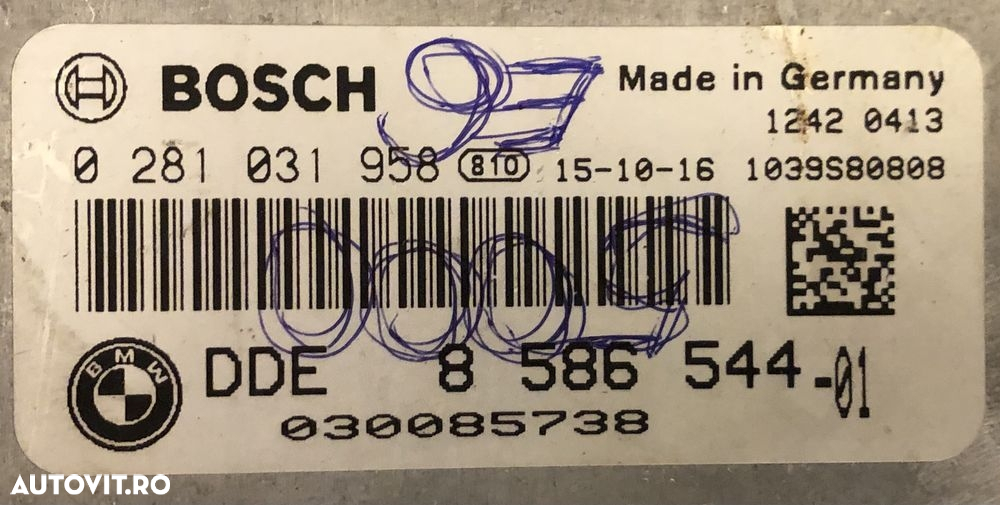 BOSCH
Made in Germany
1242 0413
0 281 031 958 810 15-10-16 1039S80808
BMW
DDE 8 586 544-01
030085738
AUTOVIT.RO